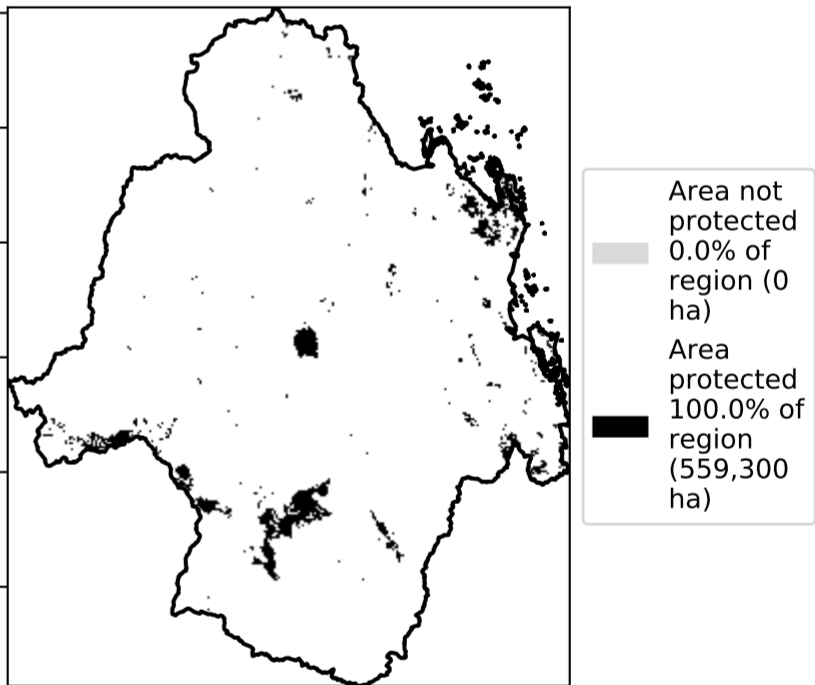 Area not
protected
0.0% of
region (0
ha)
Area
protected
100.0% of
region
(559,300
ha)